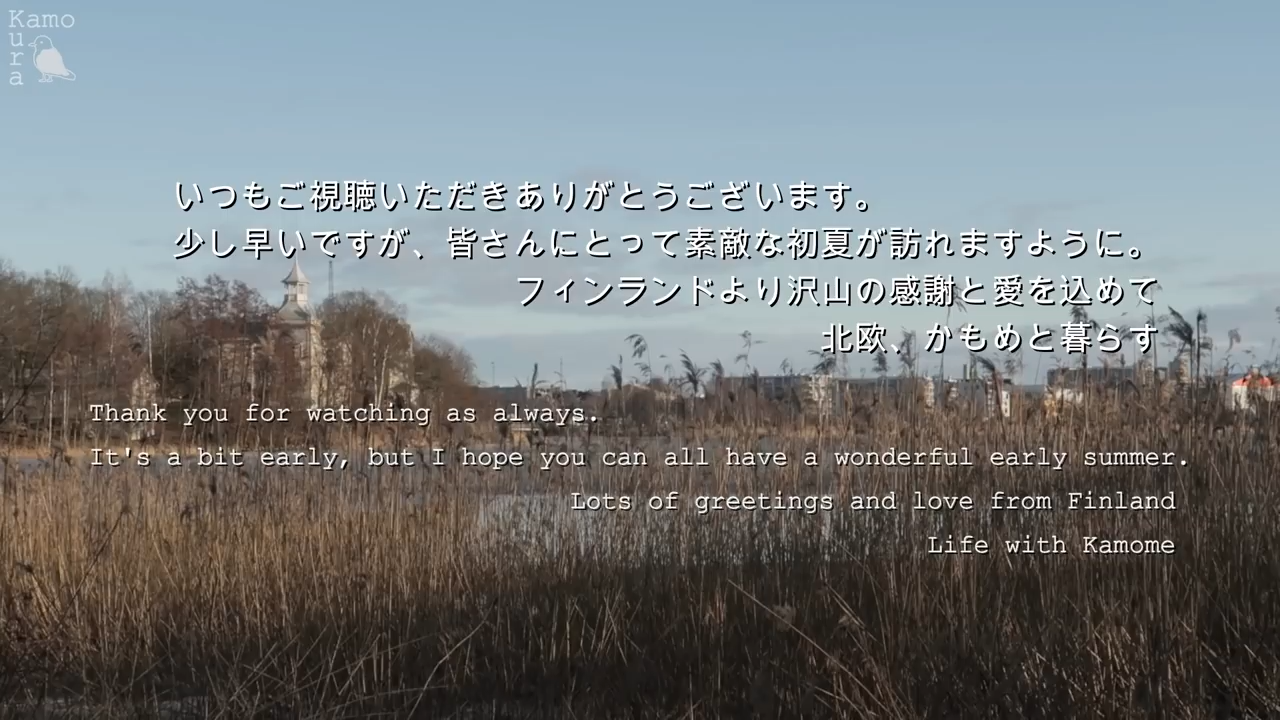 Kamo
u
r
a
いつもご視聴いただきありがとうございます。
少し早いですが、皆さんにとって素敵な初夏が訪れますように。
フィンランドより沢山の感謝と愛を込めて
北欧、かもめと暮らす
Thank you for watching as always.
It's a bit early, but I hope you can all have a wonderful early summer.
Lots of greetings and love from Finland
Life with Kamome